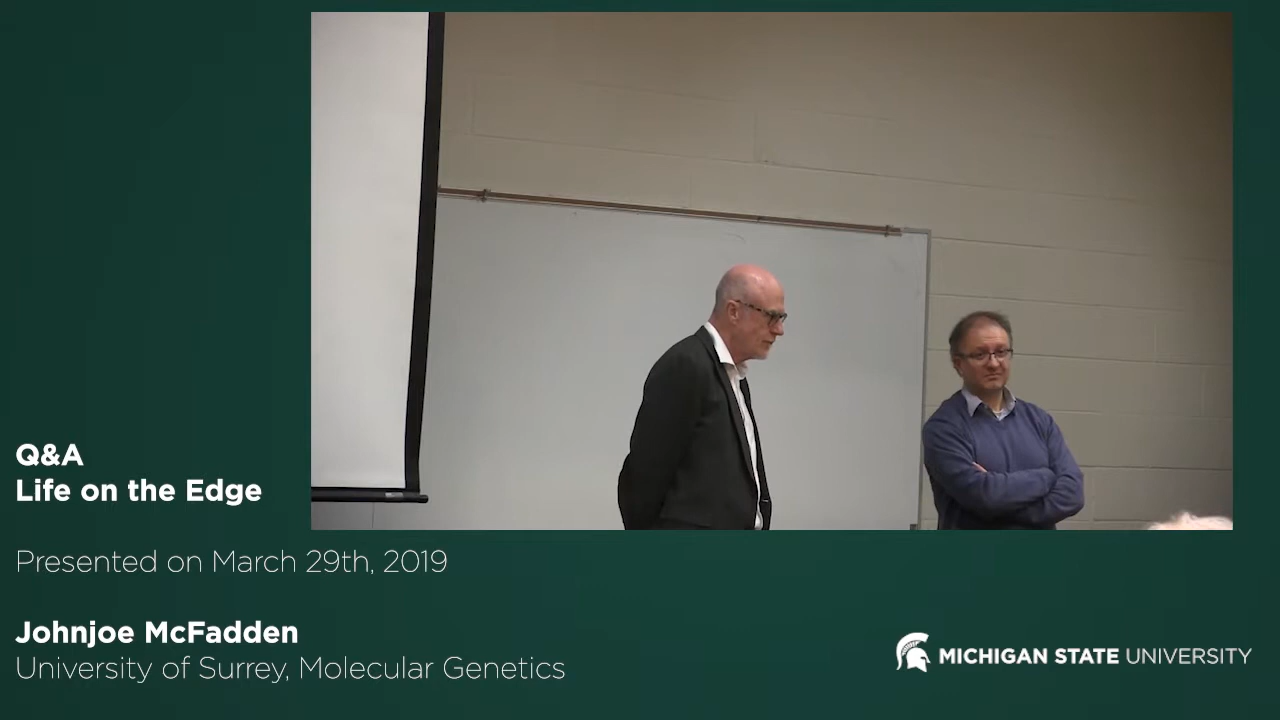 Q&A
Life on the Edge
Presented on March 29th, 2019
Johnjoe McFadden
University of Surrey, Molecular Genetics
MICHIGAN STATE UNIVERSITY